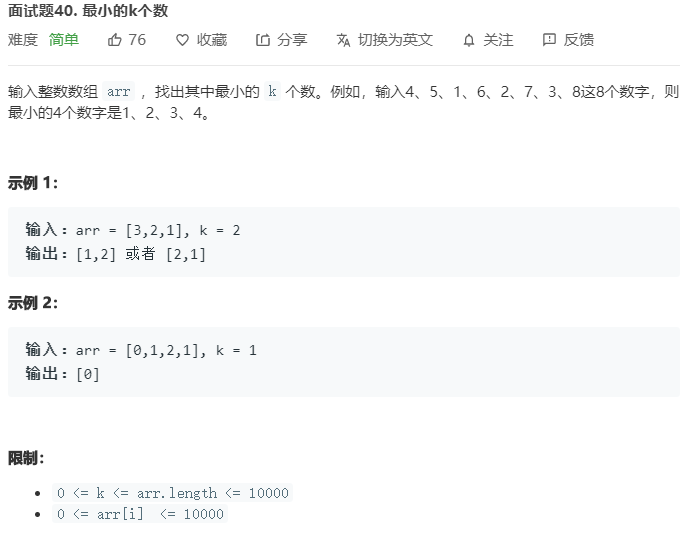 面试题40. 最小的k个数
难度 简单 76 收藏 分享 切换为英文 关注 反馈
输入整数数组 arr ，找出其中最小的 k 个数。例如，输入4、5、1、6、2、7、3、8这8个数字，则
最小的4个数字是1、2、3、4。
示例 1：
输入：arr = [3,2,1], k = 2
输出：[1,2] 或者 [2,1]
示例 2：
输入：arr = [0,1,2,1], k = 1
输出：[0]
限制：
• 0 <= k <= arr.length <= 10000
• 0 <= arr[i]  <= 10000